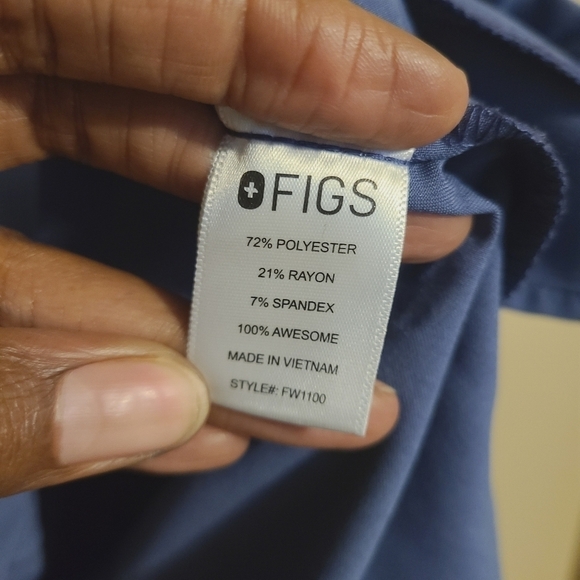 FIGS
72% POLYESTER
21% RAYON
7% SPANDEX
100% AWESOME
MADE IN VIETNAM
STYLE#: FW1100